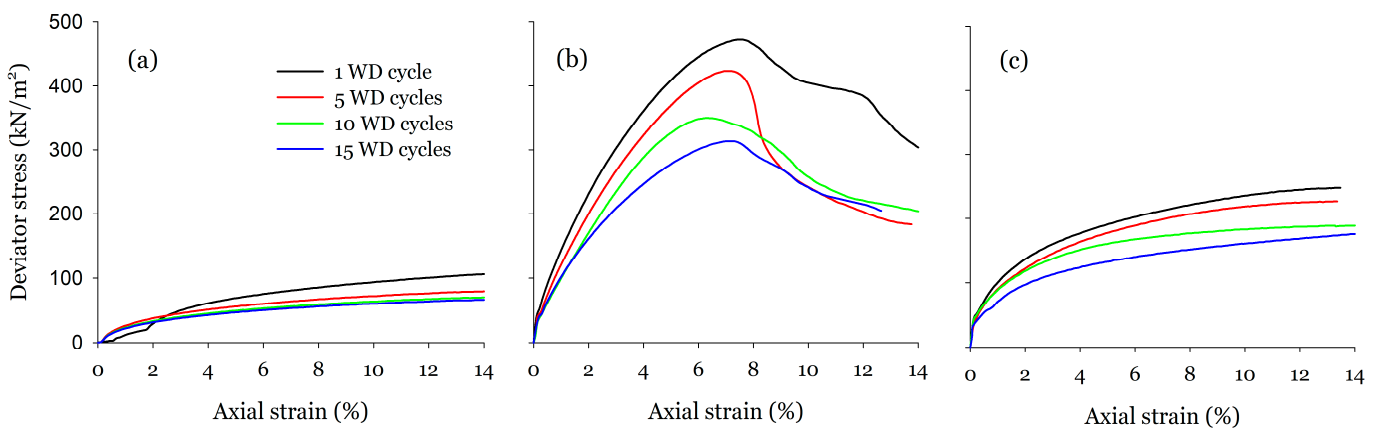 500
400
300
200
100
0
Deviator stress (kN/m²)
(a)
1 WD cycle
5 WD cycles
10 WD cycles
15 WD cycles
0 2 4 6 8 10 12 14
Axial strain (%)
(b)
0 2 4 6 8 10 12 14
Axial strain (%)
(c)
0 2 4 6 8 10 12 14
Axial strain (%)